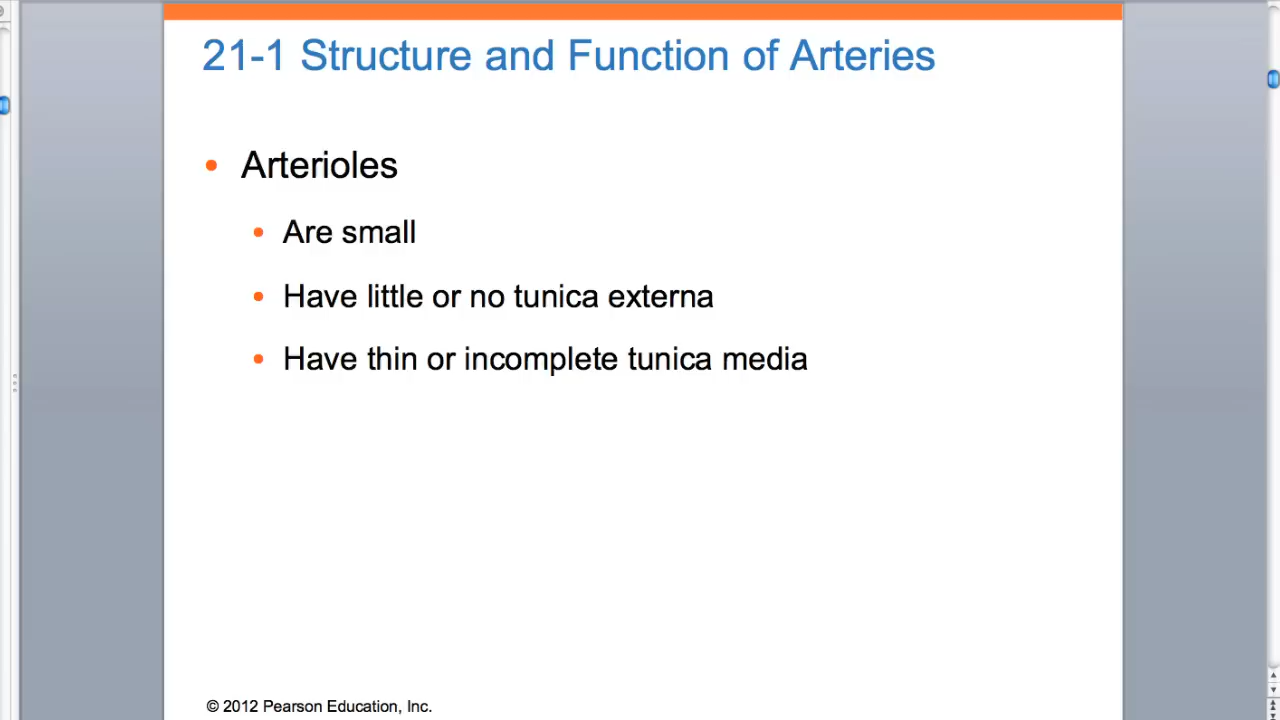 21-1 Structure and Function of Arteries
• Arterioles
• Are small
• Have little or no tunica externa
• Have thin or incomplete tunica media
© 2012 Pearson Education, Inc.